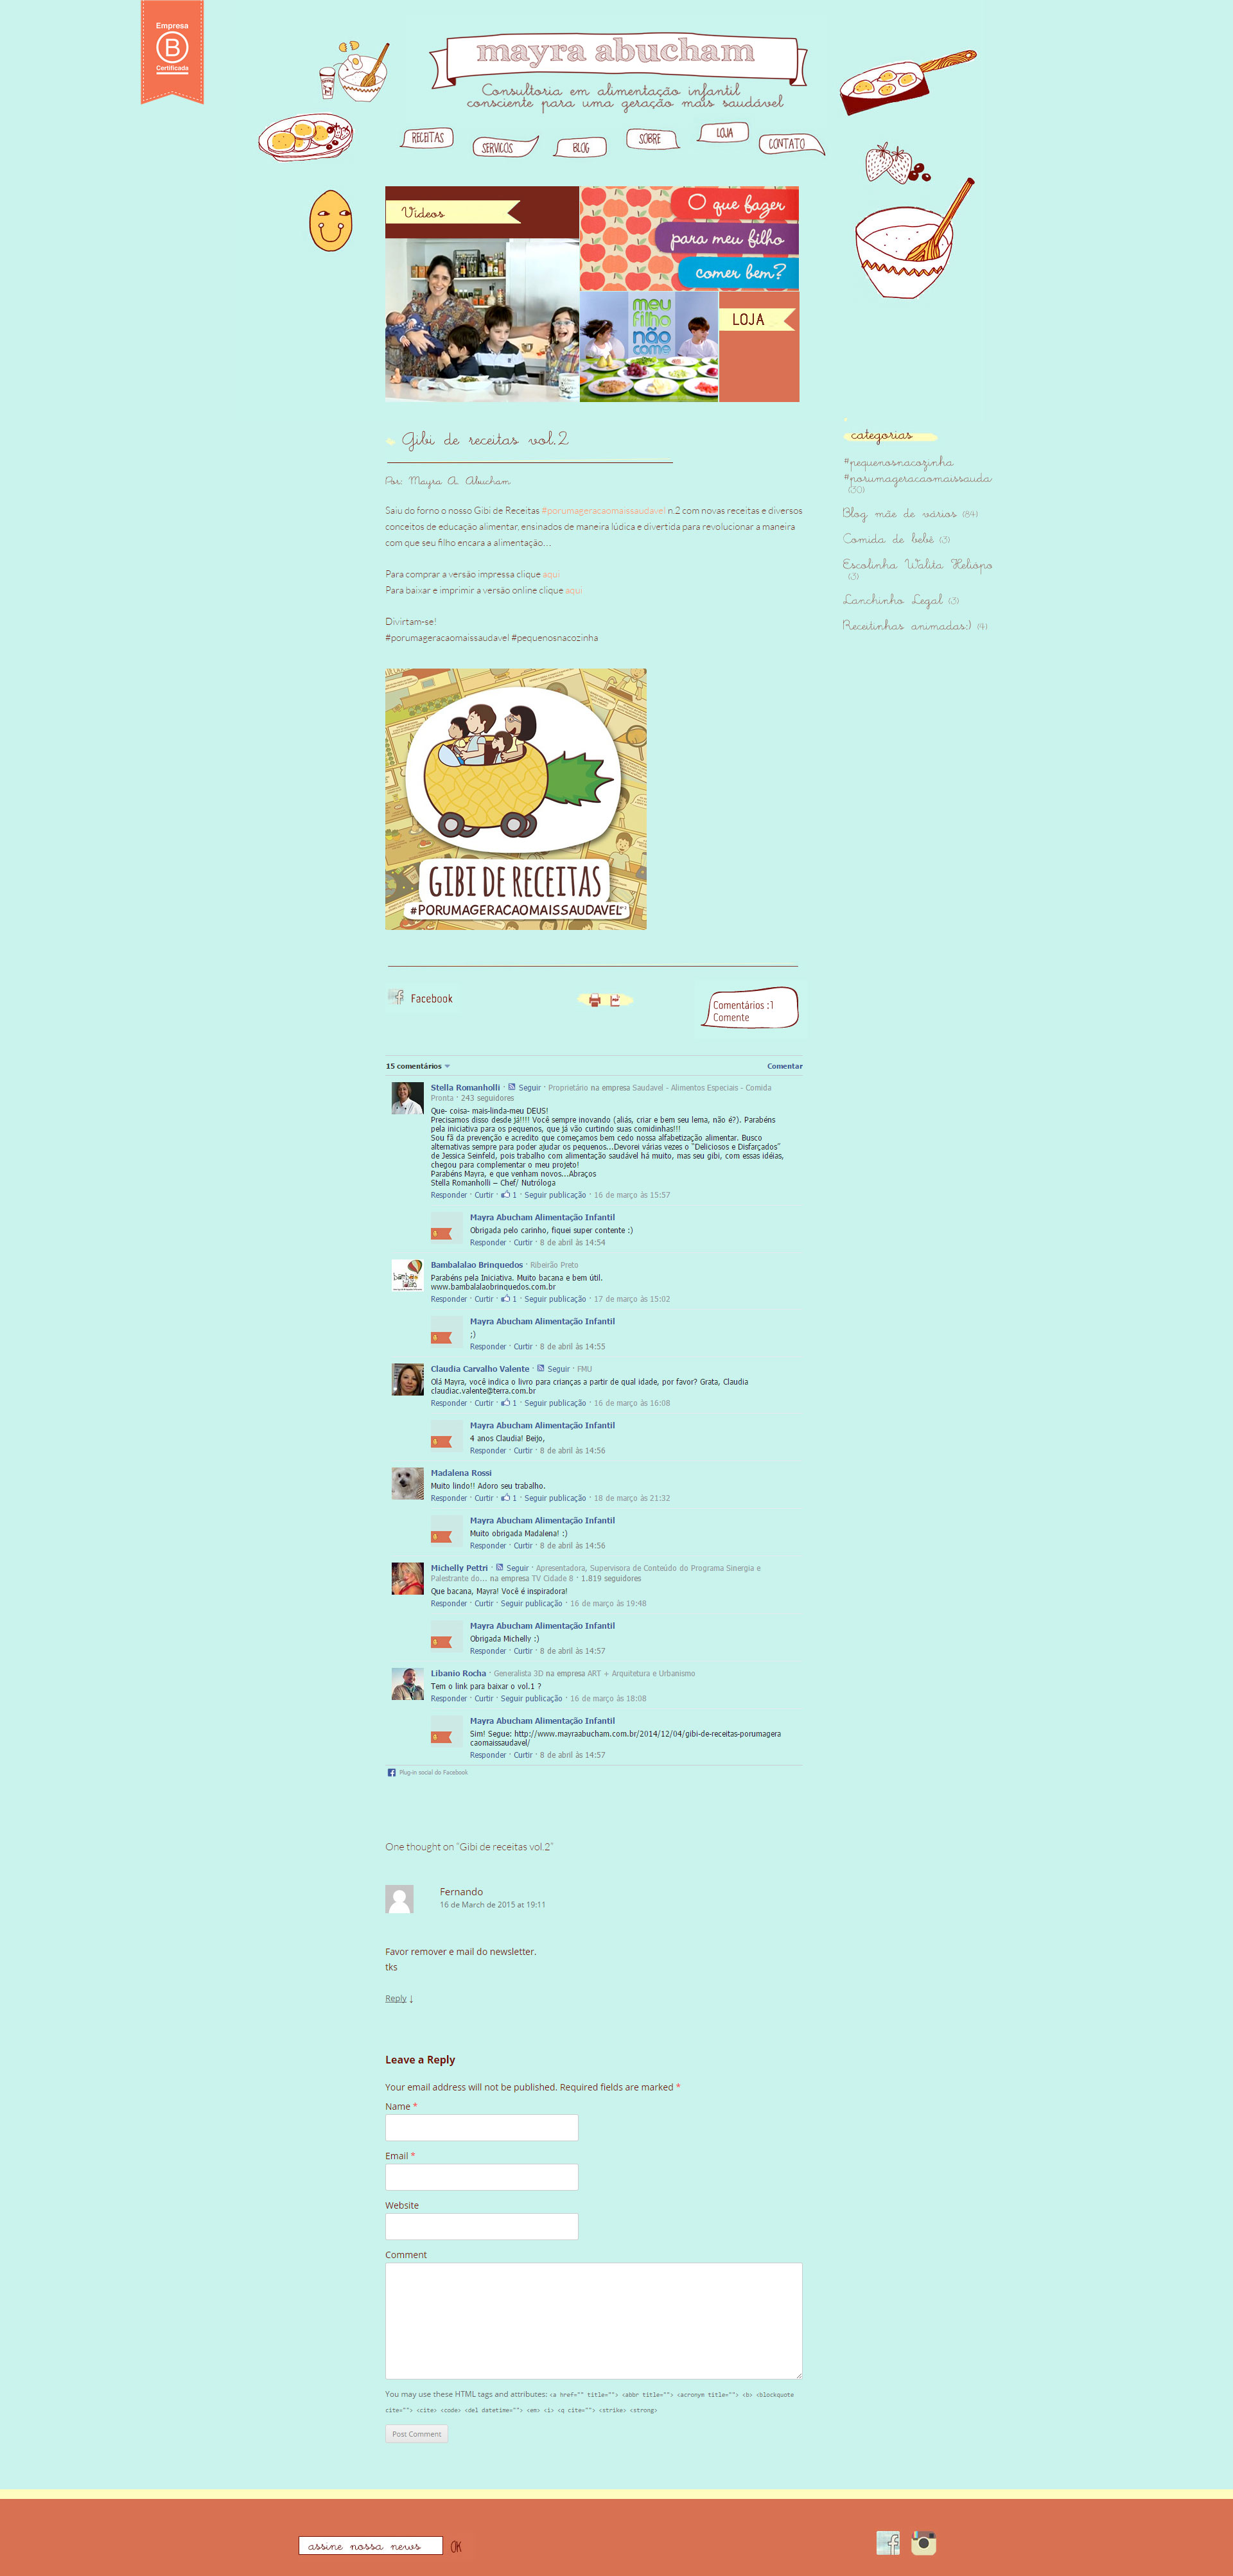 Empresa
B
Certificada
mayra abucham
Consultoria em alimentação infantil
consciente para uma geração mais saudável
RECEITAS
SERVIÇOS
BLOG
SOBRE
LOJA
CONTATO
Vídeos
O que fazer
para meu filho
comer bem?
meu
filho
não
come
LOJA
Gibi de receitas vol.2
Por: Mayra A. Abucham
Saiu do forno o nosso Gibi de Receitas #porumageracaomaissaudavel n.2 com novas receitas e diversos
conceitos de educação alimentar, ensinados de maneira lúdica e divertida para revolucionar a maneira
com que seu filho encara a alimentação…
Para comprar a versão impressa clique aqui
Para baixar e imprimir a versão online clique aqui
Divirtam-se!
#porumageracaomaissaudavel #pequenosnacozinha
categorias
#pequenosnacozinha
#porumageracaomaissauda
(30)
Blog mãe de vários (84)
Comida de bebê (3)
Escolinha Walita Heliópo
(3)
Lanchinho Legal (3)
Receitinhas animadas:) (4)
GIBI DE RECEITAS
#PORUMAGERACAOMAISSAUDAVEL
Facebook
Comentários :1
Comente
15 comentários
Comentar
Stella Romanholli · Seguir · Proprietário na empresa Saudavel - Alimentos Especiais - Comida
Pronta · 243 seguidores
Que- coisa- mais-linda-meu DEUS!
Precisamos disso desde já!!!! Você sempre inovando (aliás, criar e bem seu lema, não é?). Parabéns
pela iniciativa para os pequenos, que já vão curtindo suas comidinhas!!!
Sou fã da prevenção e acredito que começamos bem cedo nossa alfabetização alimentar. Busco
alternativas sempre para poder ajudar os pequenos...Devorei várias vezes o "Deliciosos e Disfarçados"
de Jessica Seinfeld, pois trabalho com alimentação saudável há muito, mas seu gibi, com essas idéias,
chegou para complementar o meu projeto!
Parabéns Mayra, e que venham novos...Abraços
Stella Romanholli – Chef/ Nutróloga
Responder · Curtir · 1 · Seguir publicação · 16 de março às 15:57
Mayra Abucham Alimentação Infantil
Obrigada pelo carinho, fiquei super contente :)
Responder · Curtir · 8 de abril às 14:54
Bambalalao Brinquedos · Ribeirão Preto
Parabéns pela Iniciativa. Muito bacana e bem útil.
www.bambalalaobrinquedos.com.br
Responder · Curtir · 1 · Seguir publicação · 17 de março às 15:02
Mayra Abucham Alimentação Infantil
;)
Responder · Curtir · 8 de abril às 14:55
Claudia Carvalho Valente · Seguir · FMU
Olá Mayra, você indica o livro para crianças a partir de qual idade, por favor? Grata, Claudia
claudiac.valente@terra.com.br
Responder · Curtir · 1 · Seguir publicação · 16 de março às 16:08
Mayra Abucham Alimentação Infantil
4 anos Claudia! Beijo,
Responder · Curtir · 8 de abril às 14:56
Madalena Rossi
Muito lindo!! Adoro seu trabalho.
Responder · Curtir · 1 · Seguir publicação · 18 de março às 21:32
Mayra Abucham Alimentação Infantil
Muito obrigada Madalena! :)
Responder · Curtir · 8 de abril às 14:56
Michelly Pettri · Seguir · Apresentadora, Supervisora de Conteúdo do Programa Sinergia e
Palestrante do... na empresa TV Cidade 8 · 1.819 seguidores
Que bacana, Mayra! Você é inspiradora!
Responder · Curtir · Seguir publicação · 16 de março às 19:48
Mayra Abucham Alimentação Infantil
Obrigada Michelly :)
Responder · Curtir · 8 de abril às 14:57
Libanio Rocha · Generalista 3D na empresa ART + Arquitetura e Urbanismo
Tem o link para baixar o vol.1 ?
Responder · Curtir · Seguir publicação · 16 de março às 18:08
Mayra Abucham Alimentação Infantil
Sim! Segue: http://www.mayraabucham.com.br/2014/12/04/gibi-de-receitas-porumagera
caomaissaudavel/
Responder · Curtir · 8 de abril às 14:57
Plug-in social do Facebook
One thought on “Gibi de receitas vol.2”
Fernando
16 de March de 2015 at 19:11
Favor remover e mail do newsletter.
tks
Reply ↓
Leave a Reply
Your email address will not be published. Required fields are marked *
Name *
Email *
Website
Comment
You may use these HTML tags and attributes: <a href="" title=""> <abbr title=""> <acronym title=""> <b> <blockquote
cite=""> <cite> <code> <del datetime=""> <em> <i> <q cite=""> <strike> <strong>
Post Comment
assine nossa news
OK